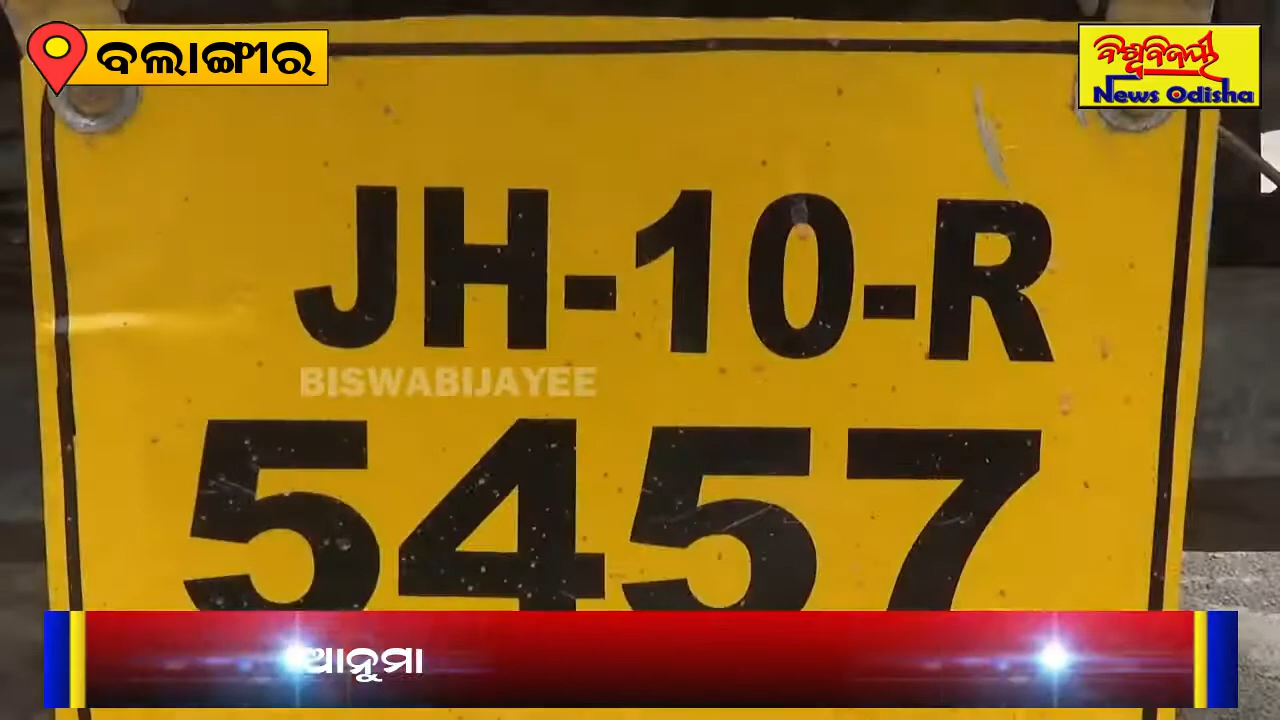 ବଲାଙ୍ଗୀର
ବିଶ୍ୱବିଜୟୀ
News Odisha
JH-10-R
BISWABIJAYEE
5457
ଆନୁମା